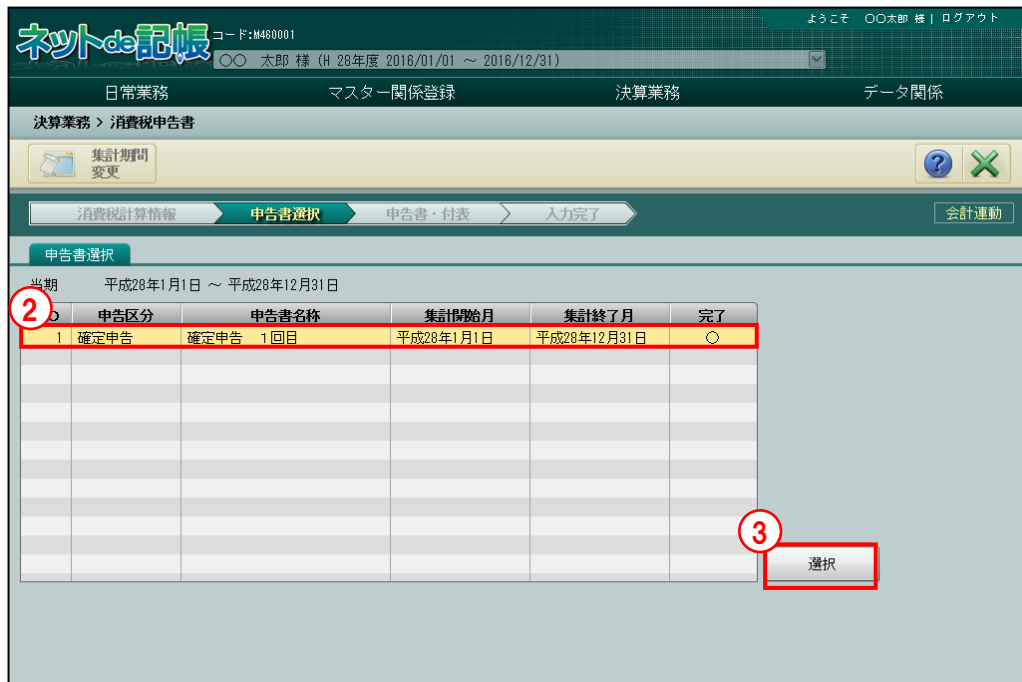 ようこそ 〇〇太郎 様 | ログアウト
ネットde記帳 コード:M460001
〇〇 太郎 様 (H 28年度 2016/01/01 ～ 2016/12/31)
日常業務 マスター関係登録 決算業務 データ関係
決算業務 > 消費税申告書
集計期間
変更
消費税計算情報 申告書選択 申告書・付表 入力完了 会計連動
申告書選択
当期 平成28年1月1日 ～ 平成28年12月31日
② 申告区分 申告書名称 集計開始月 集計終了月 完了
1 確定申告 確定申告 1回目 平成28年1月1日 平成28年12月31日 〇
③
選択